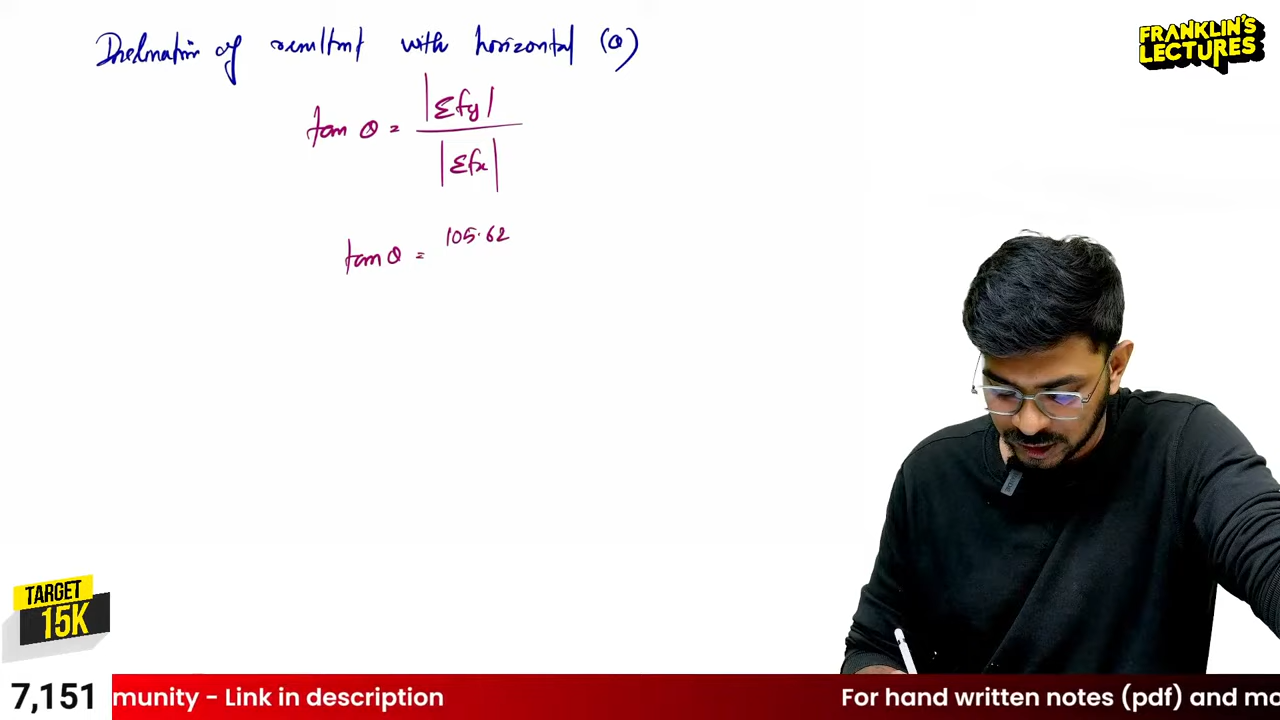 Inclination of resultant with horizontal (θ)
tan θ = |Σfy| / |Σfx|
tan θ = 105.62
FRANKLIN'S
LECTURES
TARGET
15K
7,151
munity - Link in description
For hand written notes (pdf) and mo